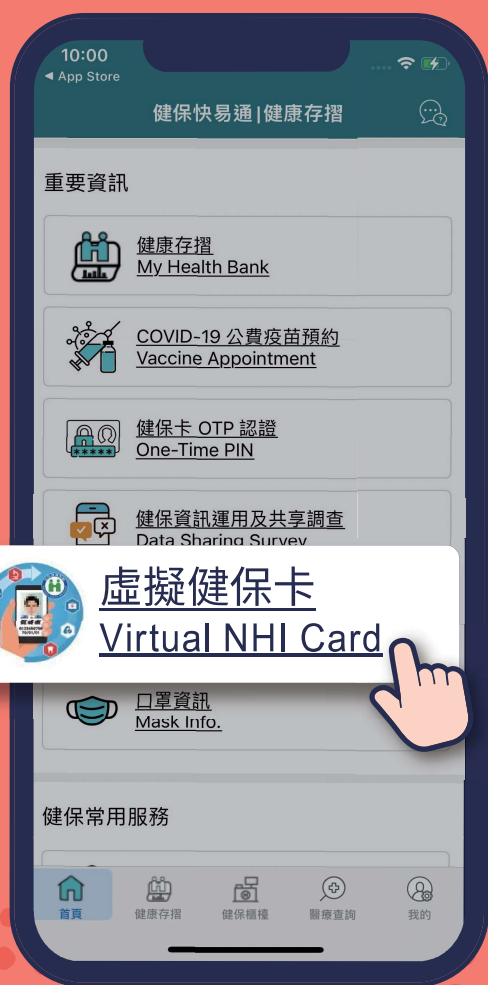 10:00
App Store
健保快易通|健康存摺
重要資訊
健康存摺
My Health Bank
COVID-19 公費疫苗預約
Vaccine Appointment
健保卡 OTP 認證
One-Time PIN
健保資訊運用及共享調查
Data Sharing Survey
虛擬健保卡
Virtual NHI Card
口罩資訊
Mask Info.
健保常用服務
首頁
健康存摺
健保櫃檯
醫療查詢
我的